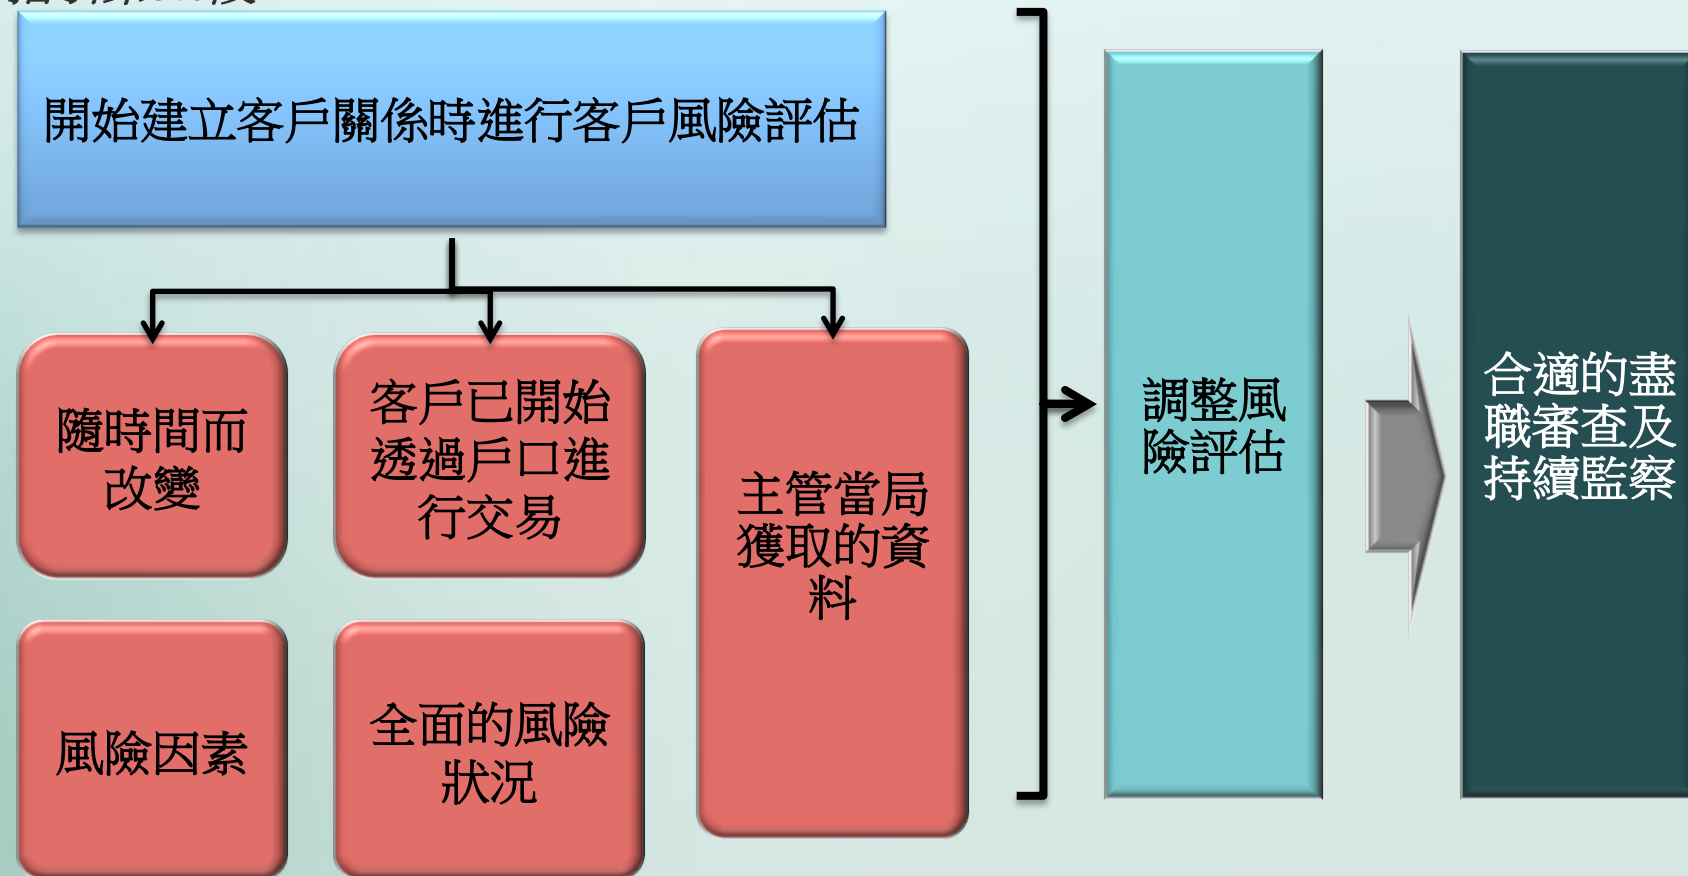 開始建立客戶關係時進行客戶風險評估
隨時間而
改變
客戶已開始
透過戶口進
行交易
主管當局
獲取的資
料
風險因素
全面的風險
狀況
調整風
險評估
合適的盡
職審查及
持續監察